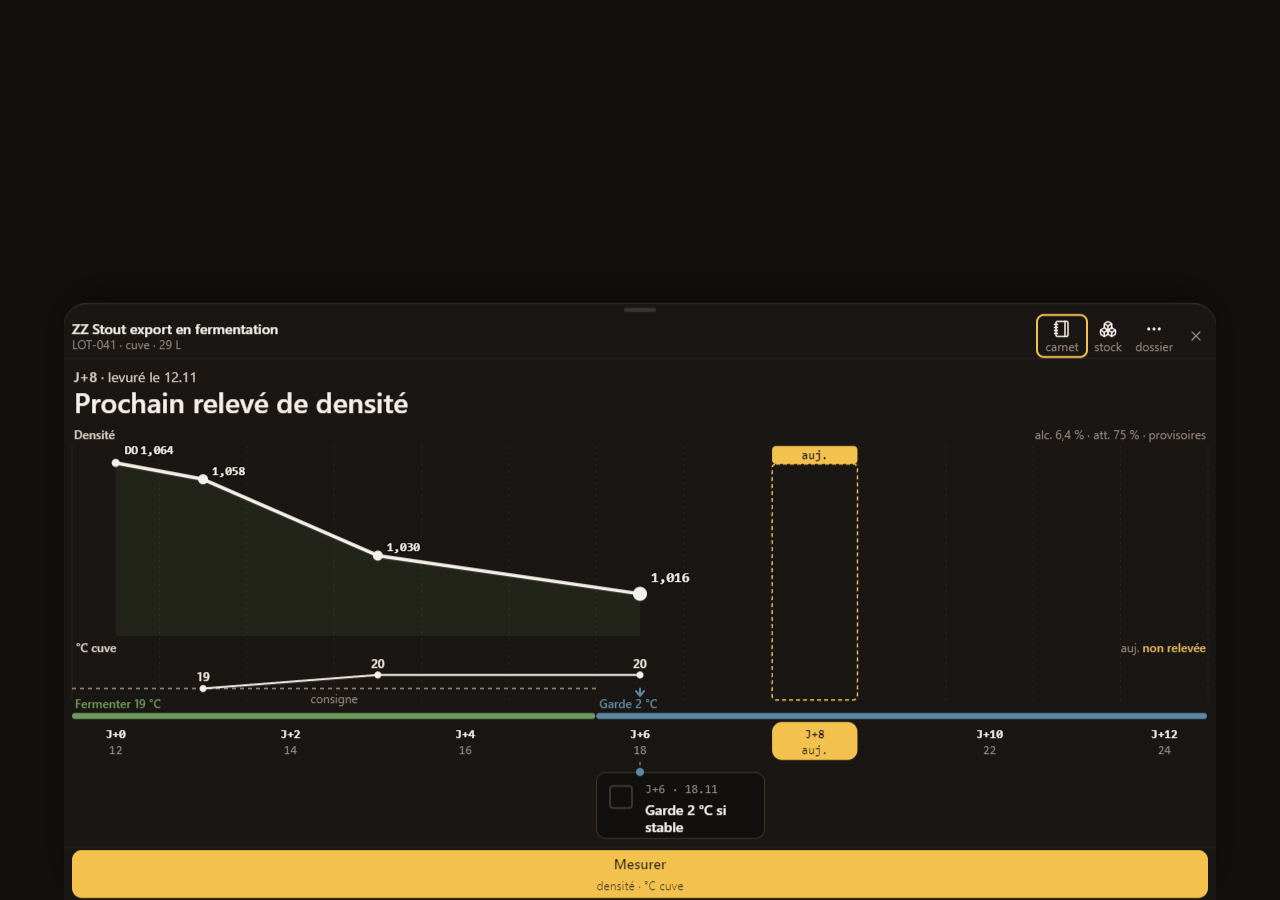 ZZ Stout export en fermentation
LOT-041 · cuve · 29 L
carnet
stock
dossier
J+8 · levuré le 12.11
Prochain relevé de densité
Densité
alc. 6,4 % · att. 75 % · provisoires
DO 1,064
auj.
1,058
1,030
1,016
°C cuve
auj. non relevée
19
20
20
consigne
Fermenter 19 °C
Garde 2 °C
J+0
J+2
J+4
J+6
J+8
J+10
J+12
12
14
16
18
auj.
22
24
J+6 · 18.11
Garde 2 °C si
stable
Mesurer
densité · °C cuve